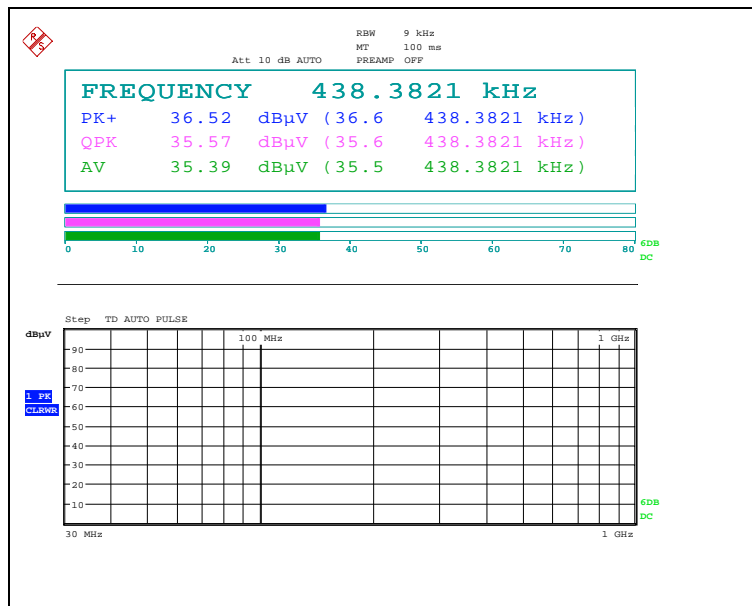 R S
RBW 9 kHz
MT 100 ms
Att 10 dB AUTO PREAMP OFF
FREQUENCY 438.3821 kHz
PK+ 36.52 dBµV (36.6 438.3821 kHz)
QPK 35.57 dBµV (35.6 438.3821 kHz)
AV 35.39 dBµV (35.5 438.3821 kHz)
0 10 20 30 40 50 60 70 80
6DB
DC
Step TD AUTO PULSE
dBµV
100 MHz 1 GHz
90
80
70
1 PK
CLRWR
60
50
40
30
20
10
6DB
DC
30 MHz 1 GHz